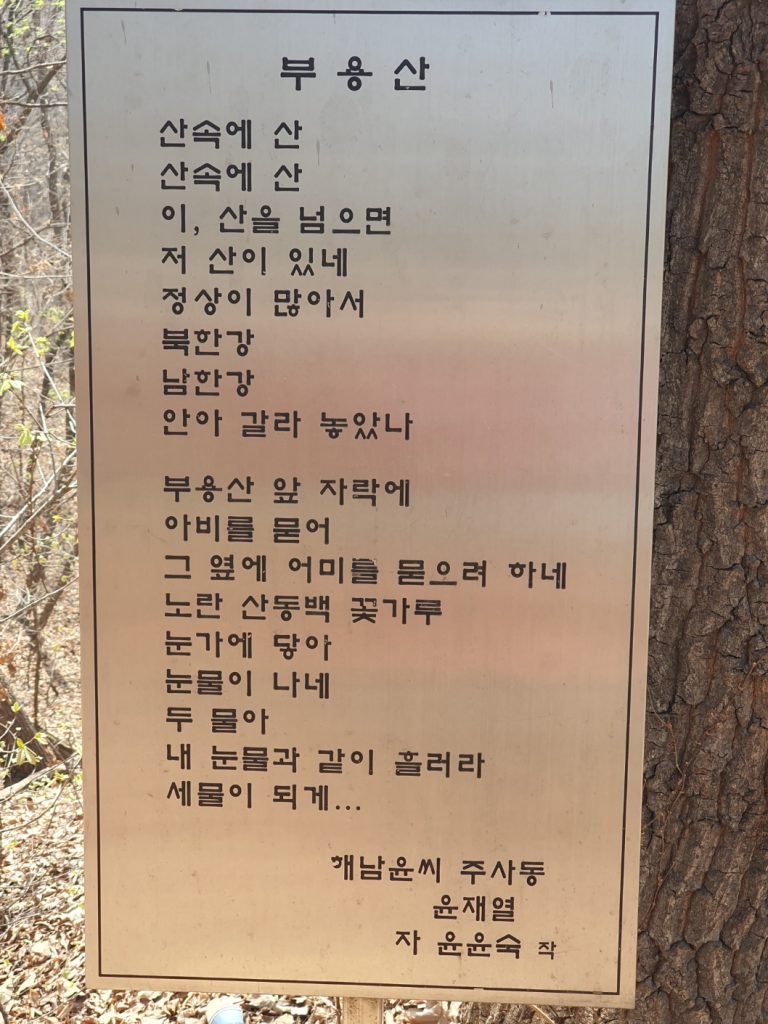 부용산
산속에 산
산속에 산
이, 산을 넘으면
저 산이 있네
정상이 많아서
북한강
남한강
안아 갈라 놓았나
부용산 앞 자락에
아비를 묻어
그 옆에 어미를 묻으려 하네
노란 산동백 꽃가루
눈가에 닿아
눈물이 나네
두 물아
내 눈물과 같이 흘러라
세물이 되게...
해남윤씨 주사동
윤재열
자 윤윤숙 작